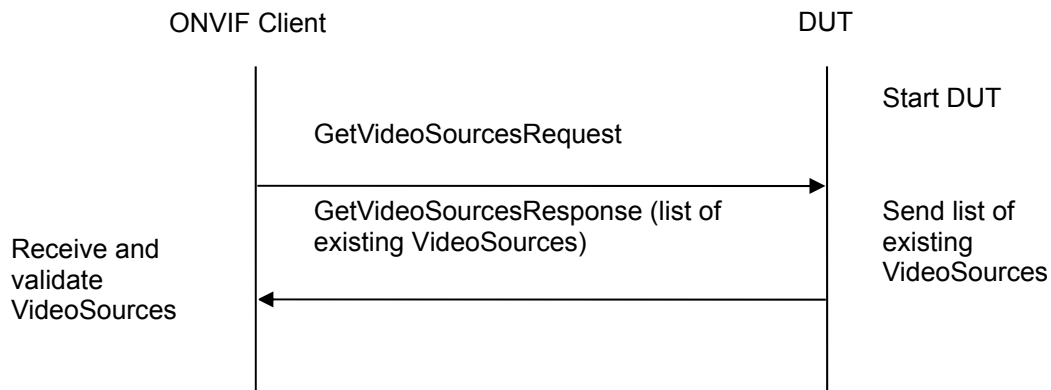 ONVIF Client
DUT
Start DUT
GetVideoSourcesRequest
GetVideoSourcesResponse (list of
existing VideoSources)
Send list of
existing
VideoSources
Receive and
validate
VideoSources